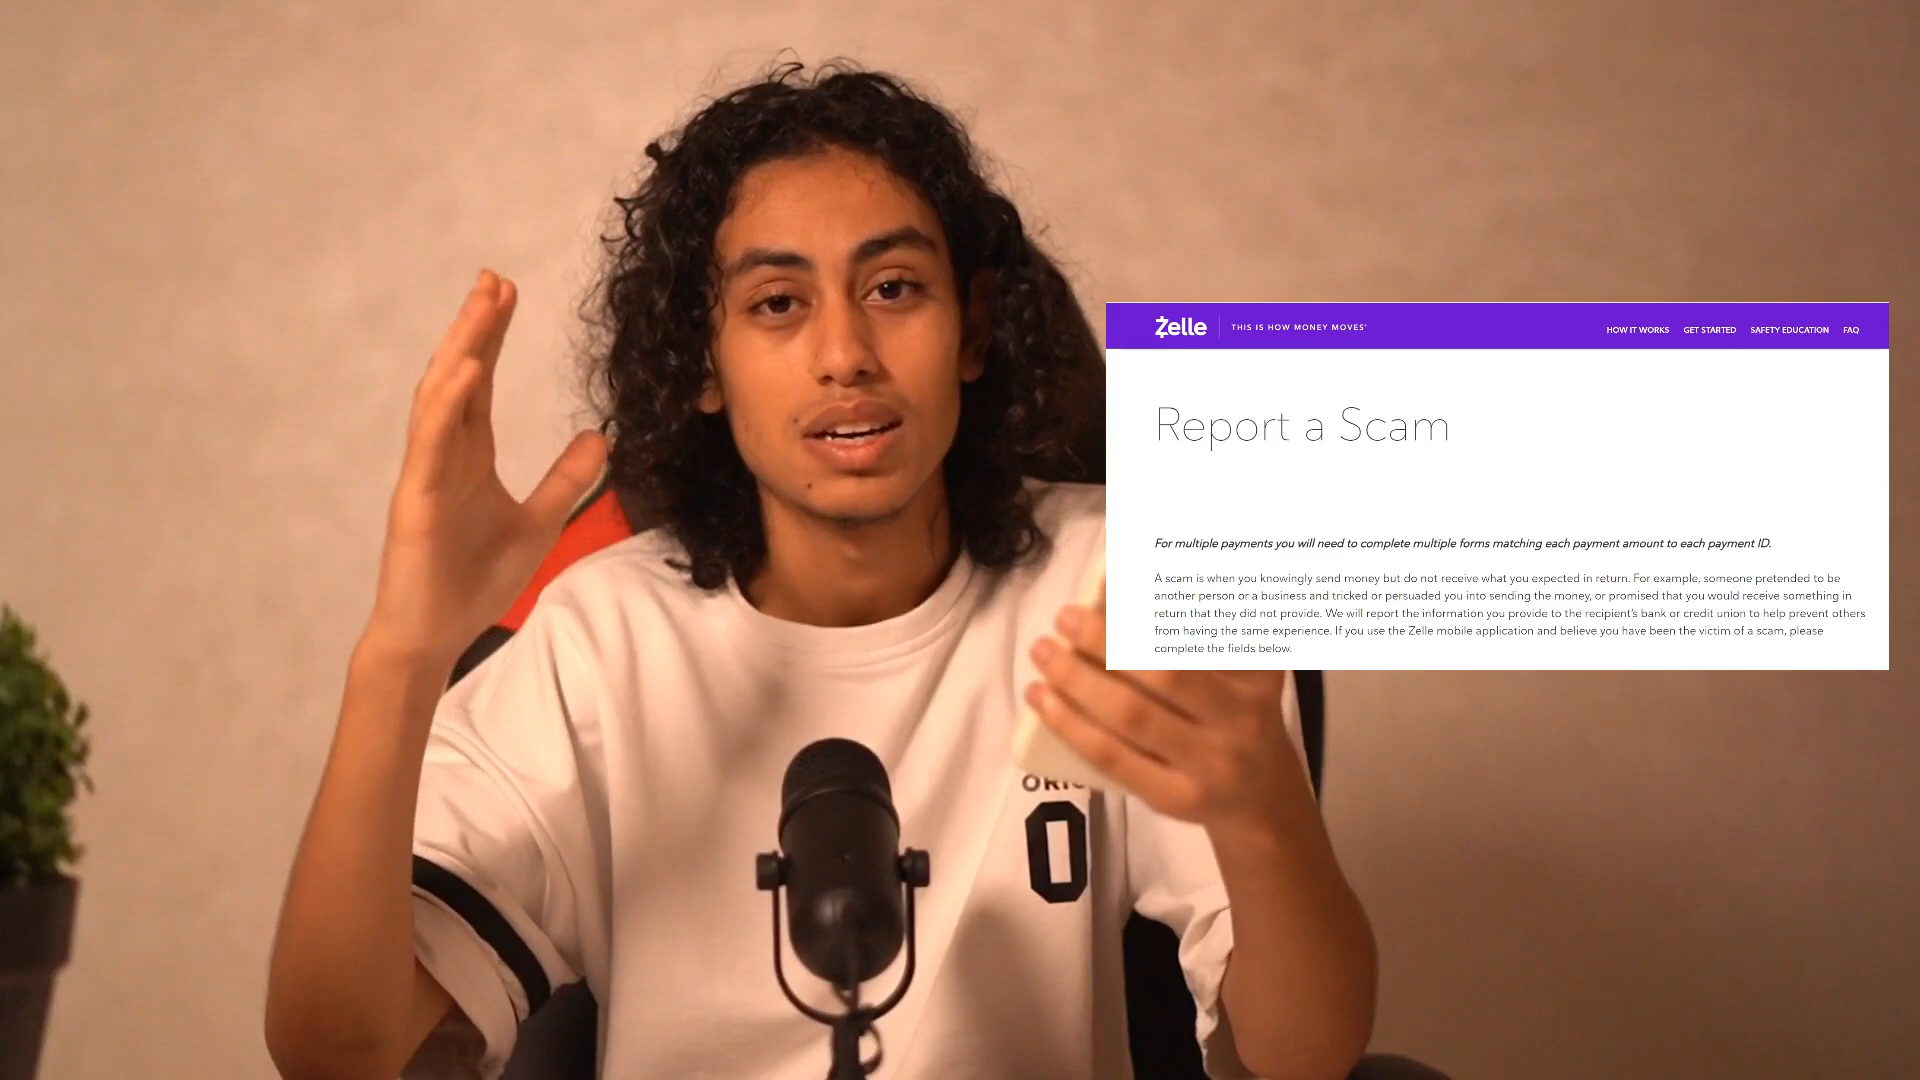 Zelle
THIS IS HOW MONEY MOVES®
HOW IT WORKS GET STARTED SAFETY EDUCATION FAQ
Report a Scam
For multiple payments you will need to complete multiple forms matching each payment amount to each payment ID.
A scam is when you knowingly send money but do not receive what you expected in return. For example, someone pretended to be
another person or a business and tricked or persuaded you into sending the money, or promised that you would receive something in
return that they did not provide. We will report the information you provide to the recipient's bank or credit union to help prevent others
from having the same experience. If you use the Zelle mobile application and believe you have been the victim of a scam, please
complete the fields below.
0